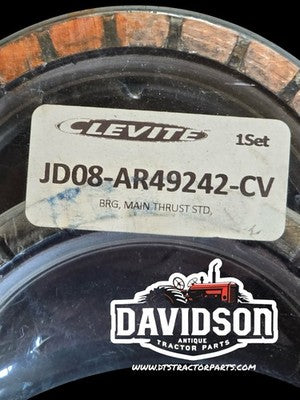 CLEVITE 1Set
JD08-AR49242-CV
BRG, MAIN THRUST STD,
DAVIDSON
ANTIQUE
TRACTOR PARTS
WWW.DTSTRACTORPARTS.COM